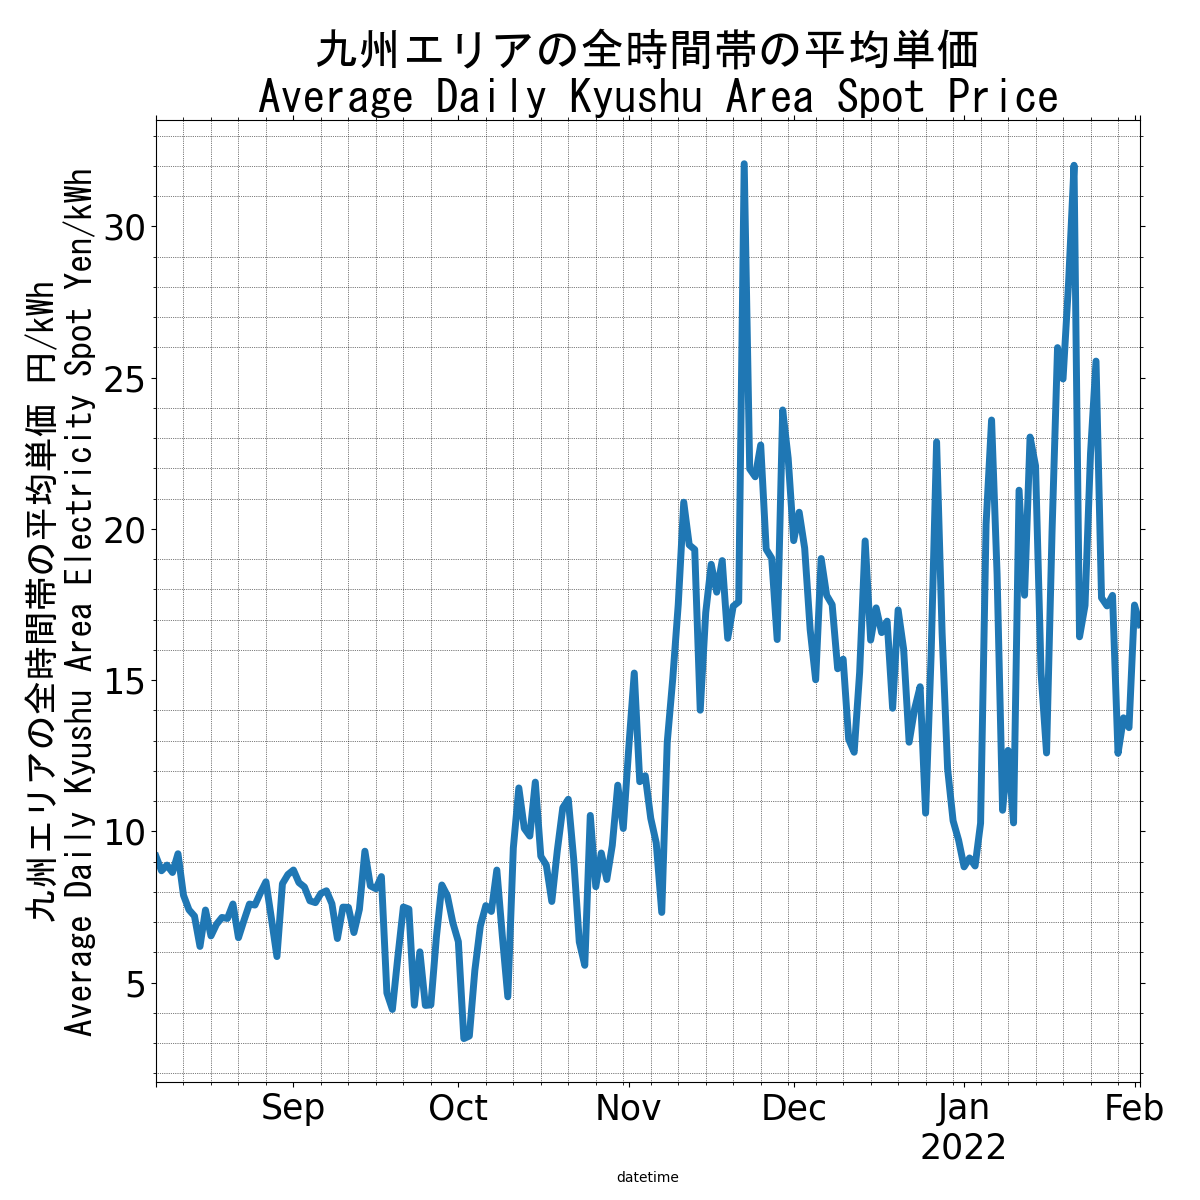 九州エリアの全時間帯の平均単価
Average Daily Kyushu Area Spot Price
九州エリアの全時間帯の平均単価 円/kWh
Average Daily Kyushu Area Electricity Spot Yen/kWh
30
25
20
15
10
5
Sep
Oct
Nov
Dec
Jan
2022
Feb
datetime